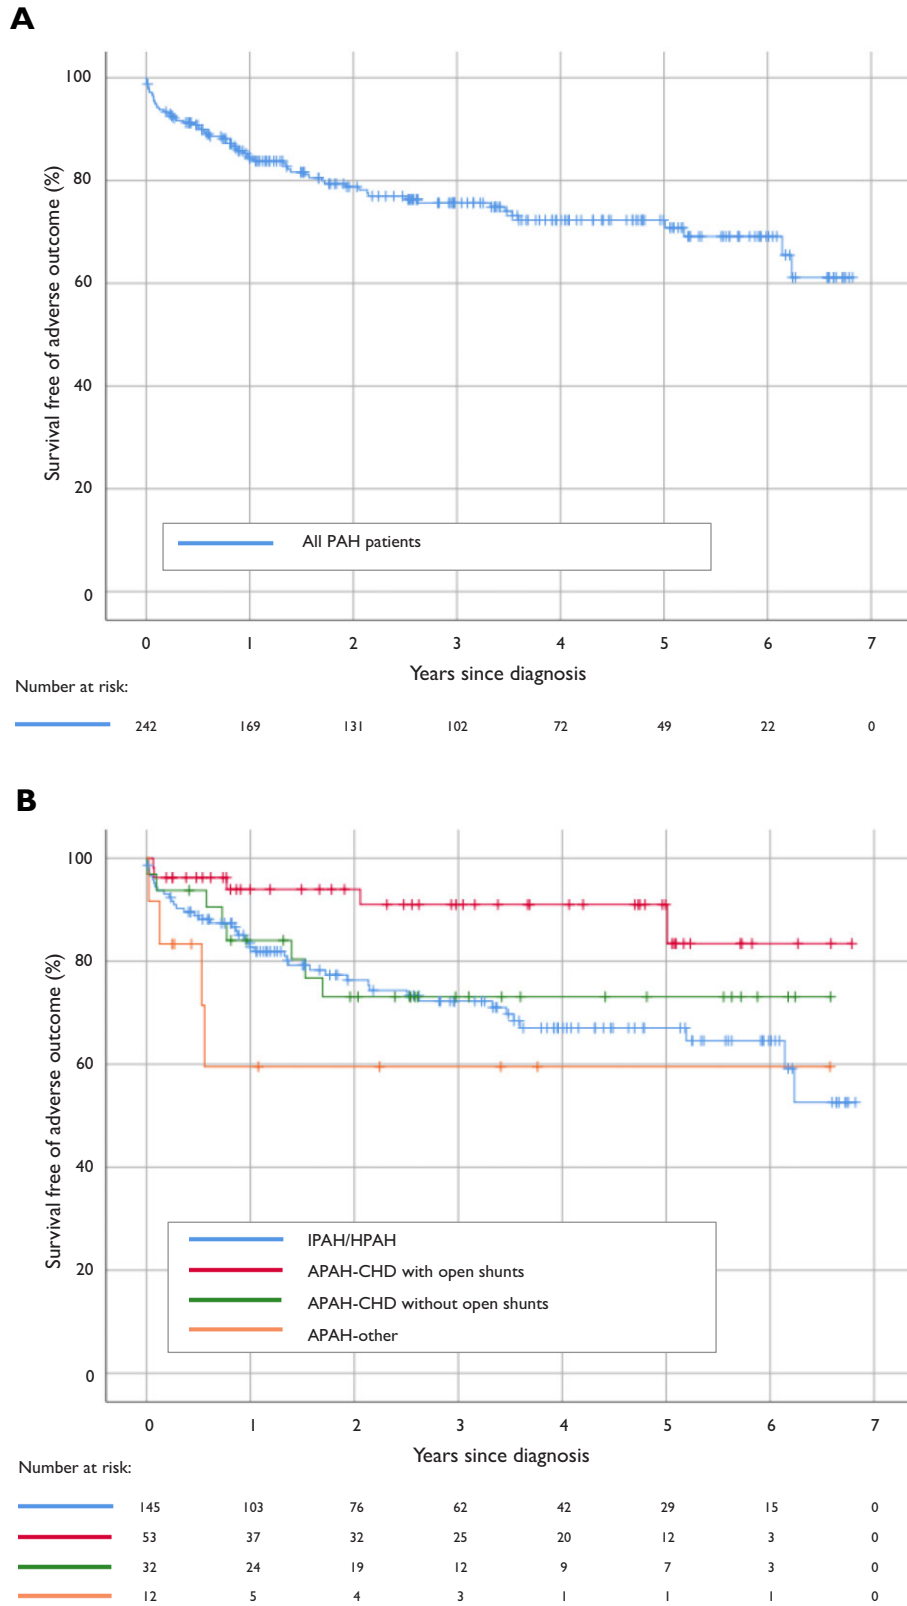 A
100
80
60
40
20
0
Survival free of adverse outcome (%)
All PAH patients
0 1 2 3 4 5 6 7
Years since diagnosis
Number at risk:
242 169 131 102 72 49 22 0
B
100
80
60
40
20
0
Survival free of adverse outcome (%)
IPAH/HPAH
APAH-CHD with open shunts
APAH-CHD without open shunts
APAH-other
0 1 2 3 4 5 6 7
Years since diagnosis
Number at risk:
145 103 76 62 42 29 15 0
53 37 32 25 20 12 3 0
32 24 19 12 9 7 3 0
12 5 4 3 1 1 1 0